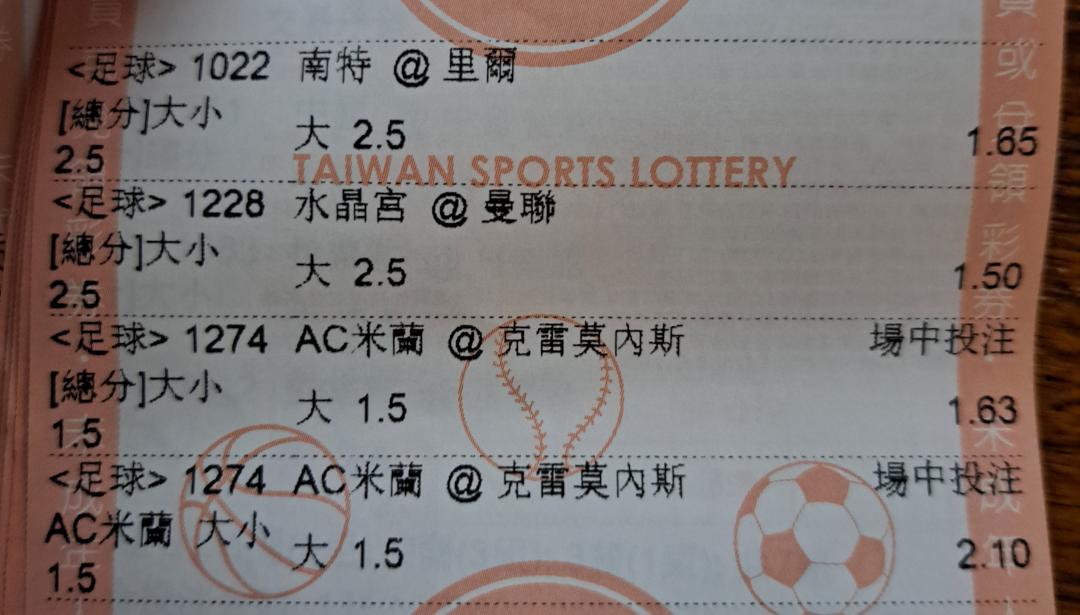 <足球> 1022 南特 @ 里爾
[總分]大小
2.5
大 2.5 1.65
TAIWAN SPORTS LOTTERY
<足球> 1228 水晶宮 @ 曼聯
[總分]大小
2.5
大 2.5 1.50
<足球> 1274 AC米蘭 @ 克雷莫內斯 場中投注
[總分]大小
1.5
大 1.5 1.63
<足球> 1274 AC米蘭 @ 克雷莫內斯 場中投注
AC米蘭 大小
1.5
大 1.5 2.10
或
領
彩
券